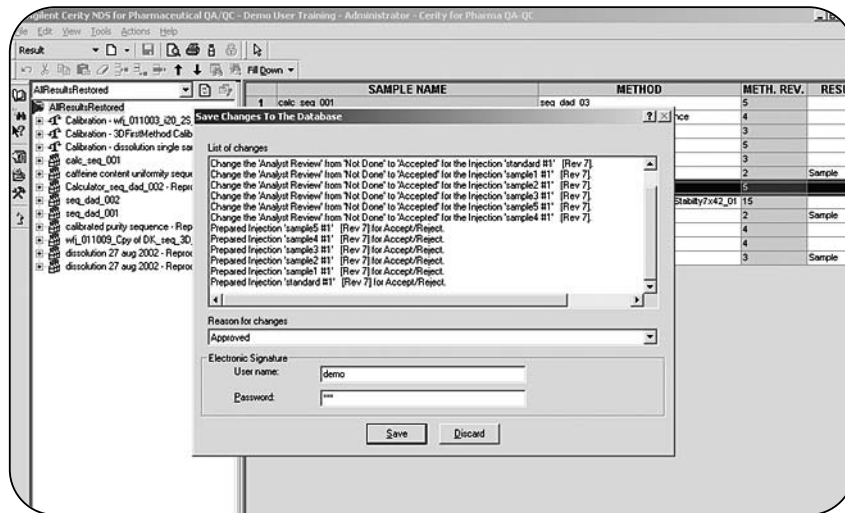 gilent Cerity NDS for Pharmaceutical QA/QC - Demo User Training - Administrator - Cerity for Pharma QA-QC
File Edit View Tools Actions Help
Result
Fill Down
AllResultsRestored
AllResultsRestored
Calibration - wfj_011003_i20_2S_
Calibration - 3DFirstMethod Calib
Calibration - dissolution single sa
calc_seq_001
caffeine content uniformity seque
Calculator_seq_dad_002 - Repro
seq_dad_002
seq_dad_001
calibrated purity sequence - Rep
wfj_011009_Cpy of DK_seq_3D_
dissolution 27 aug 2002 - Reproc
dissolution 27 aug 2002 - Reproc
SAMPLE NAME METHOD METH. REV. RESU
1 calc_seq_001 seq_dad_03 5
nce 4
3
5
3
2 Sample
5
Stabilty7x42_01 15
2 Sample
4
4
3 Sample
Save Changes To The Database
List of changes
Change the 'Analyst Review' from 'Not Done' to 'Accepted' for the Injection 'standard #1' [Rev 7].
Change the 'Analyst Review' from 'Not Done' to 'Accepted' for the Injection 'sample1 #1' [Rev 7].
Change the 'Analyst Review' from 'Not Done' to 'Accepted' for the Injection 'sample2 #1' [Rev 7].
Change the 'Analyst Review' from 'Not Done' to 'Accepted' for the Injection 'sample3 #1' [Rev 7].
Change the 'Analyst Review' from 'Not Done' to 'Accepted' for the Injection 'sample5 #1' [Rev 7].
Change the 'Analyst Review' from 'Not Done' to 'Accepted' for the Injection 'sample4 #1' [Rev 7].
Prepared Injection 'sample5 #1' [Rev 7] for Accept/Reject.
Prepared Injection 'sample4 #1' [Rev 7] for Accept/Reject.
Prepared Injection 'sample3 #1' [Rev 7] for Accept/Reject.
Prepared Injection 'sample2 #1' [Rev 7] for Accept/Reject.
Prepared Injection 'sample1 #1' [Rev 7] for Accept/Reject.
Prepared Injection 'standard #1' [Rev 7] for Accept/Reject.
Reason for changes
Approved
Electronic Signature
User name: demo
Password: ****
Save Discard